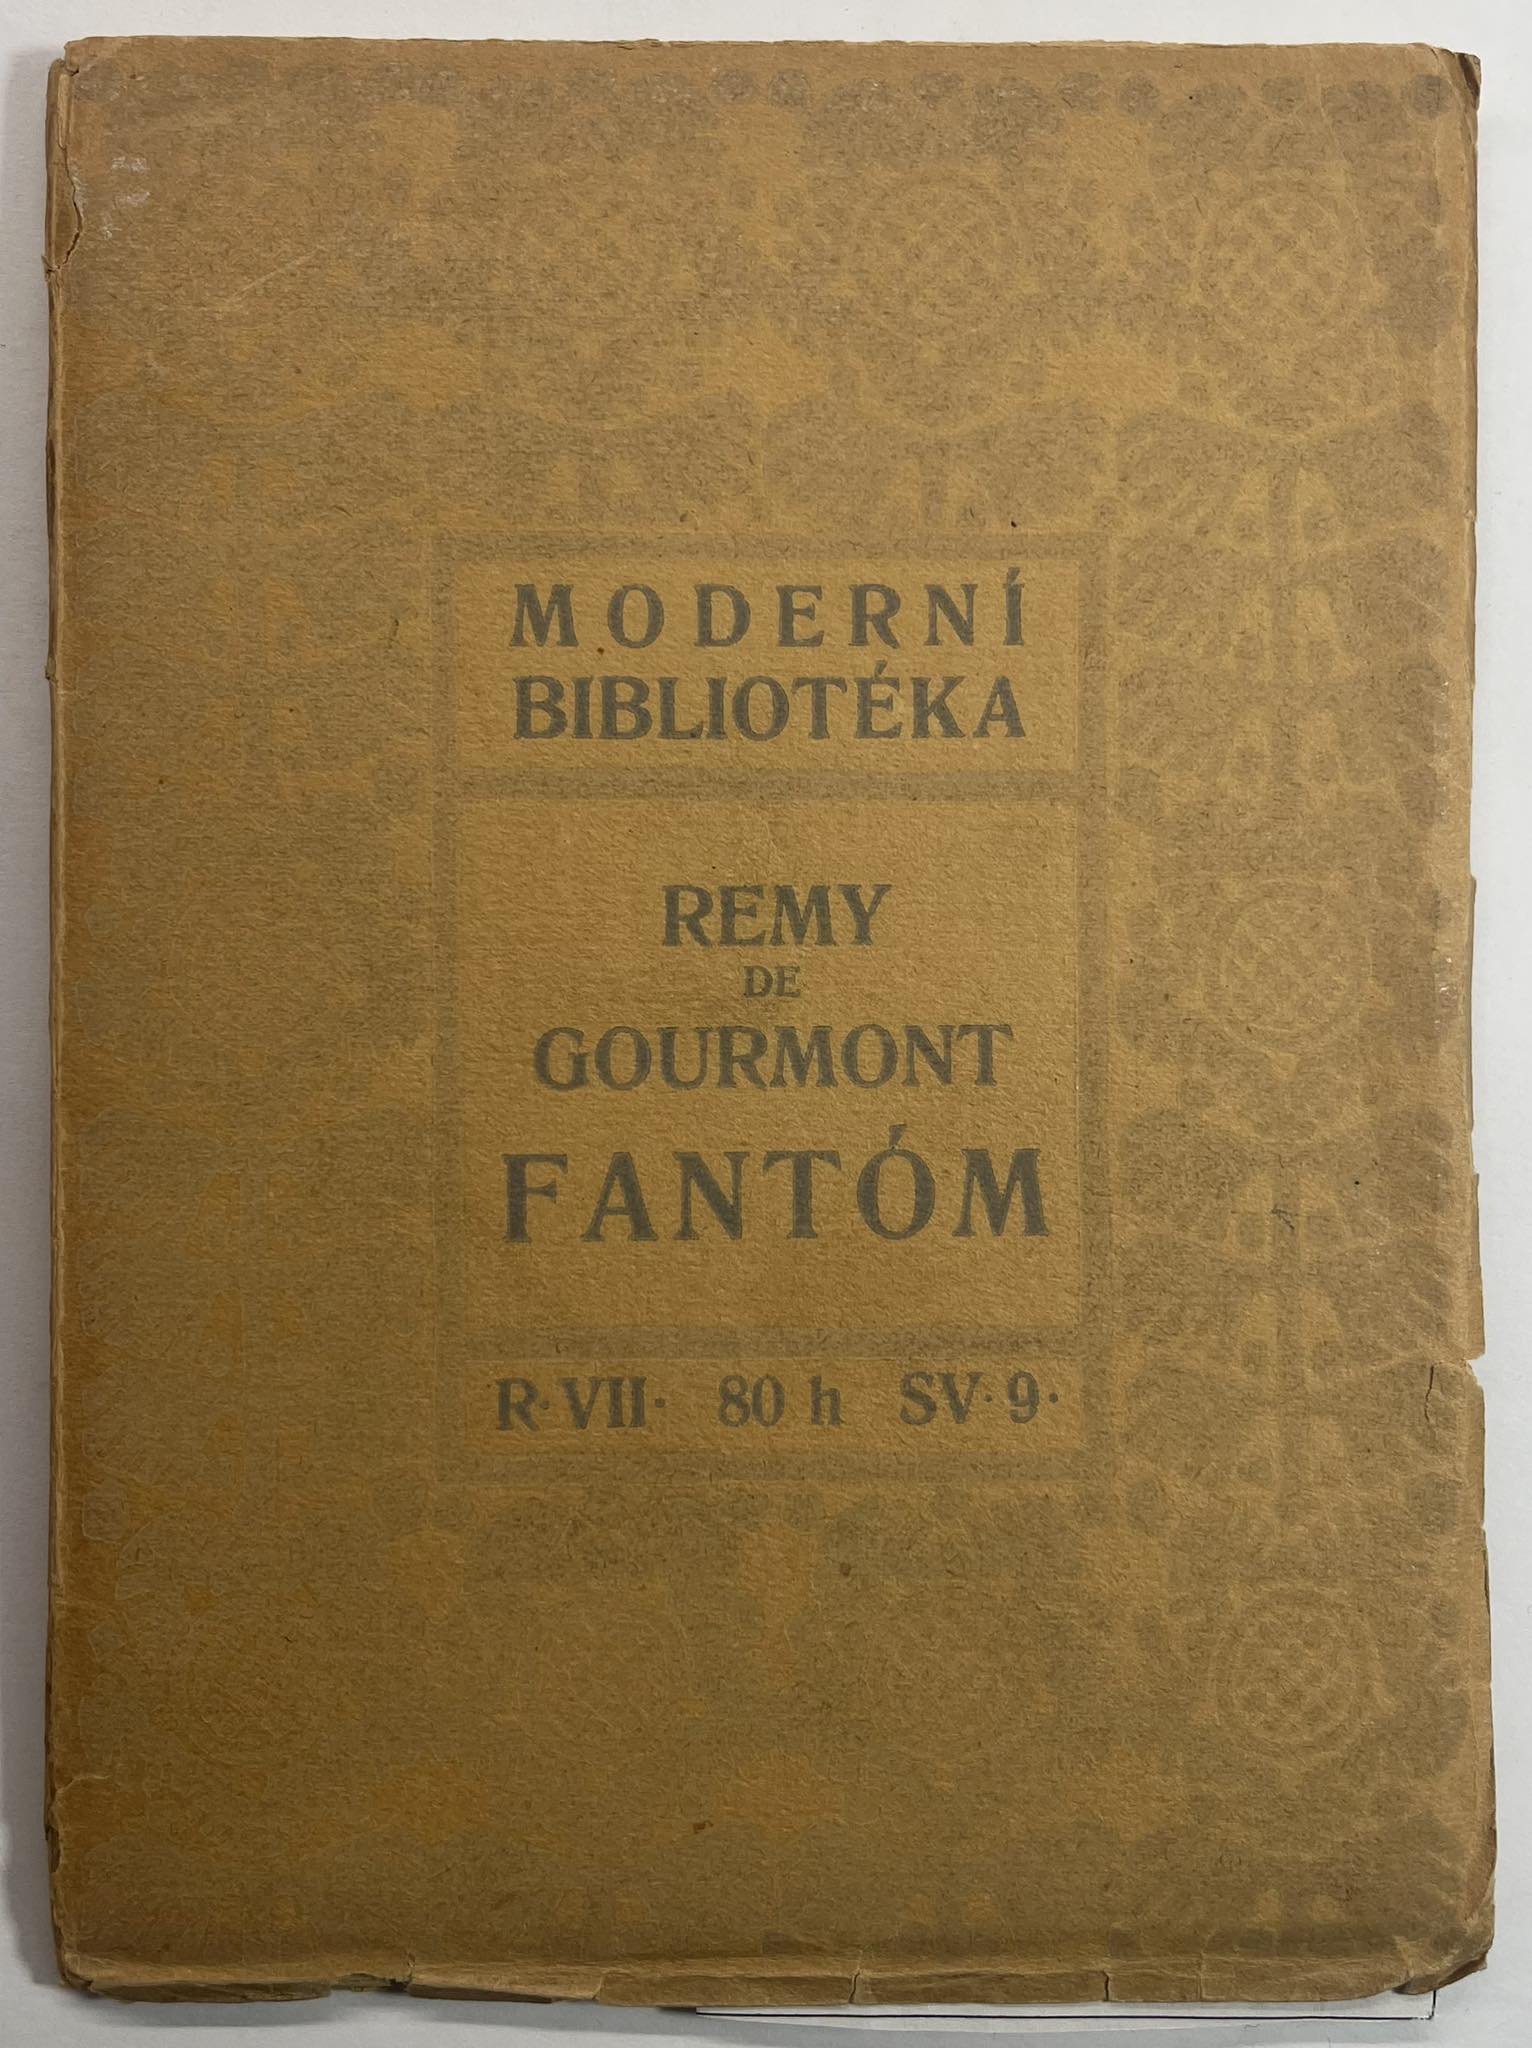 MODERNÍ
BIBLIOTÉKA
REMY
DE
GOURMONT
FANTÓM
R·VII· 80 h SV·9·